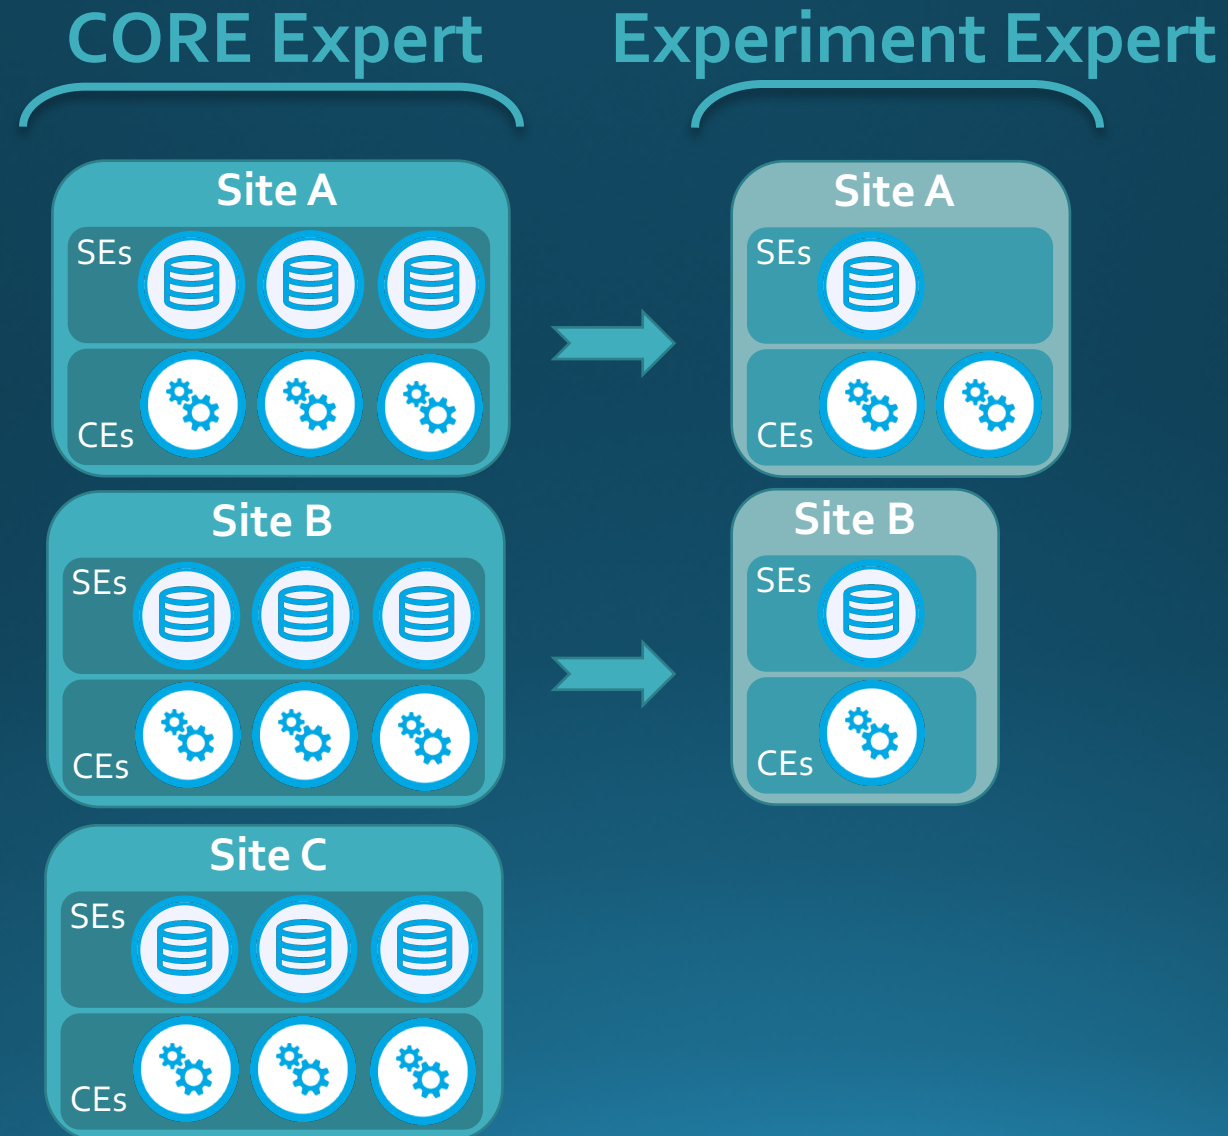 CORE Expert
Experiment Expert
Site A
SEs
CEs
Site A
SEs
CEs
Site B
SEs
CEs
Site B
SEs
CEs
Site C
SEs
CEs